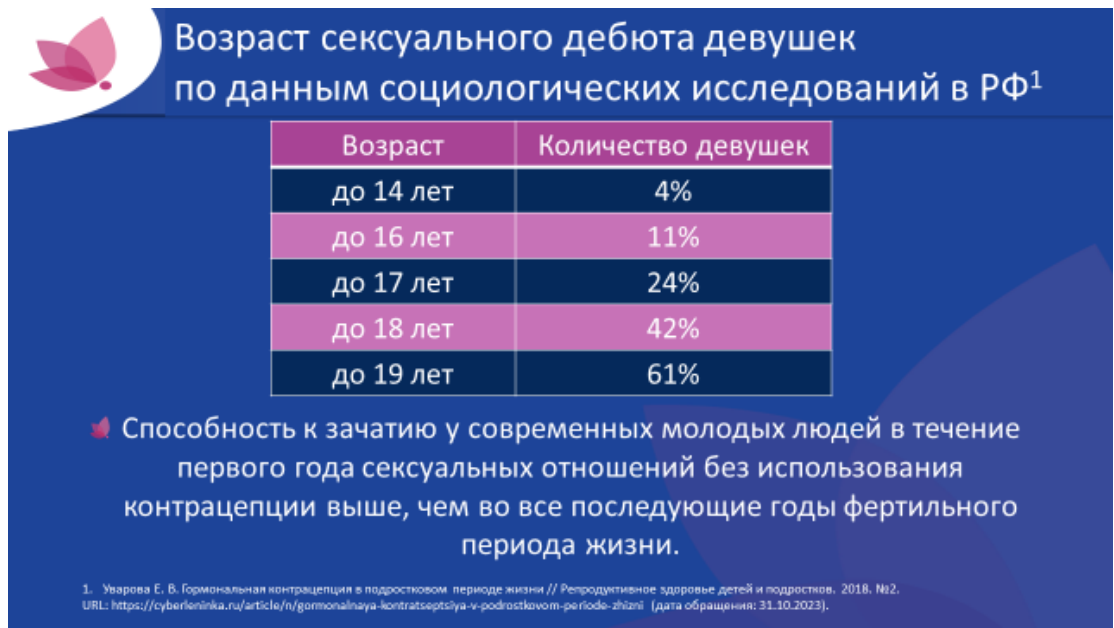 Возраст сексуального дебюта девушек
по данным социологических исследований в РФ1
Возраст Количество девушек
до 14 лет 4%
до 16 лет 11%
до 17 лет 24%
до 18 лет 42%
до 19 лет 61%
Способность к зачатию у современных молодых людей в течение
первого года сексуальных отношений без использования
контрацепции выше, чем во все последующие годы фертильного
периода жизни.
1. Уварова Е. В. Гормональная контрацепция в подростковом периоде жизни // Репродуктивное здоровье детей и подростков. 2018. №2.
URL: https://cyberleninka.ru/article/n/gormonalnaya-kontratseptsiya-v-podrostkovom-periode-zhizni (дата обращения: 31.10.2023).